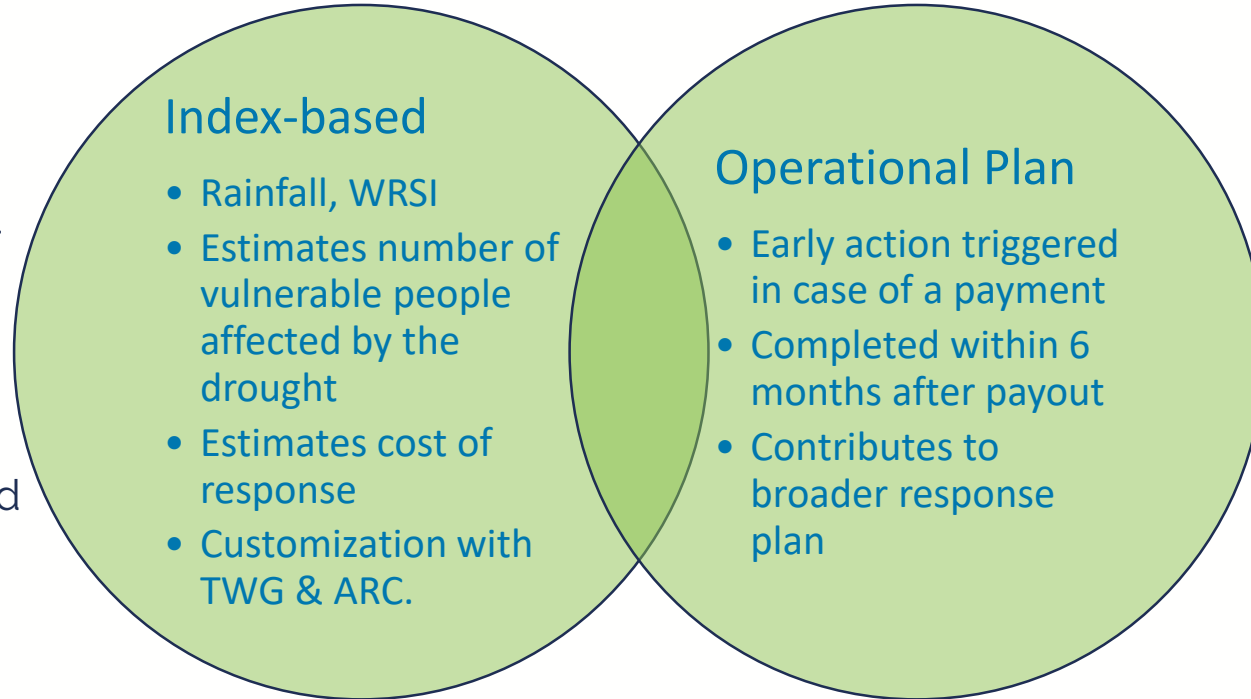 Index-based
• Rainfall, WRSI
• Estimates number of
vulnerable people
affected by the
drought
• Estimates cost of
response
• Customization with
TWG & ARC.
Operational Plan
• Early action triggered
in case of a payment
• Completed within 6
months after payout
• Contributes to
broader response
plan